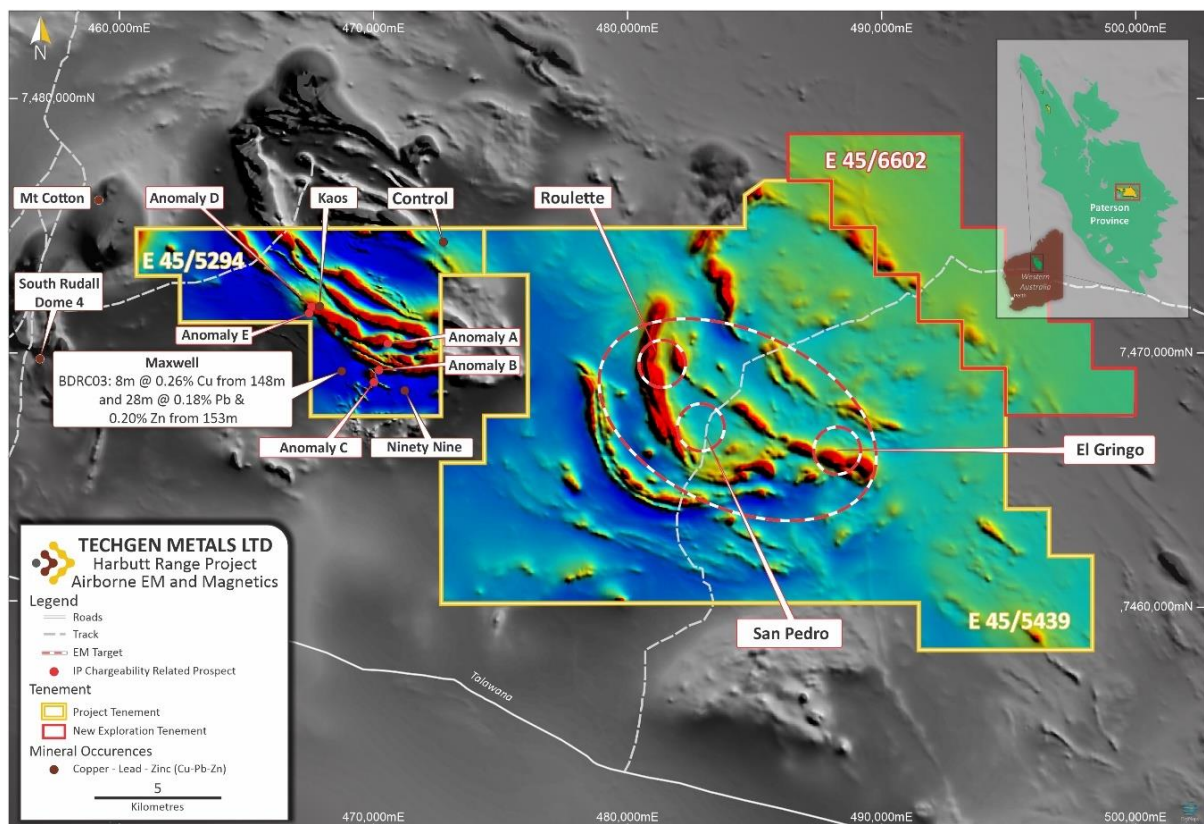 460,000mE
470,000mE
480,000mE
490,000mE
500,000mE
N
7,480,000mN
E 45/6602
Mt Cotton
Anomaly D
Kaos
Control
Roulette
Paterson
Province
E 45/5294
South Rudall
Dome 4
Western
Australia
Anomaly E
Anomaly A
7,470,000mN
Maxwell
BDRC03: 8m @ 0.26% Cu from 148m
and 28m @ 0.18% Pb &
0.20% Zn from 153m
Anomaly B
Anomaly C
Ninety Nine
El Gringo
TECHGEN METALS LTD
Harbutt Range Project
Airborne EM and Magnetics
Legend
Roads
Track
EM Target
IP Chargeability Related Prospect
Tenement
Project Tenement
New Exploration Tenement
Mineral Occurences
Copper - Lead - Zinc (Cu-Pb-Zn)
5
Kilometres
7,460,000mN
E 45/5439
San Pedro
Talawana
470,000mE
480,000mE
490,000mE
500,000mE